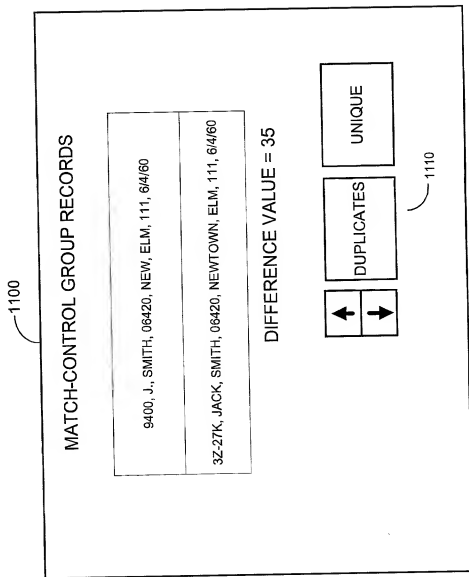 1100
MATCH-CONTROL GROUP RECORDS
9400, J., SMITH, 06420, NEW, ELM, 111, 6/4/60
3Z-27K, JACK, SMITH, 06420, NEWTOWN, ELM, 111, 6/4/60
DIFFERENCE VALUE = 35
DUPLICATES
UNIQUE
1110